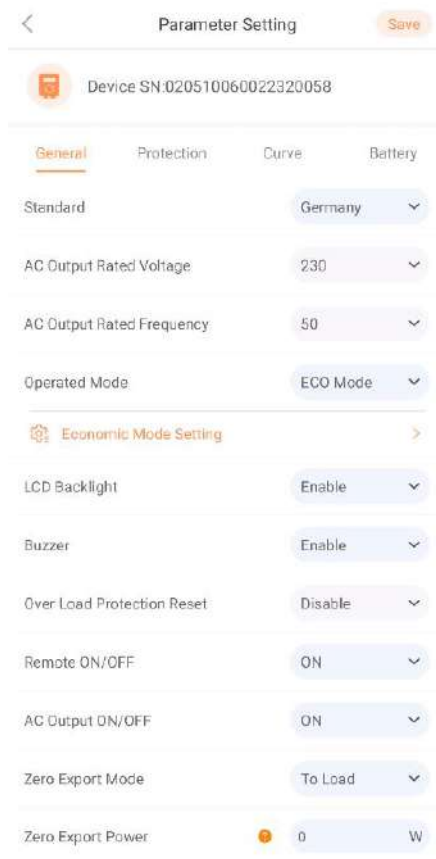 Parameter Setting Save
Device SN:020510060022320058
General Protection Curve Battery
Standard Germany
AC Output Rated Voltage 230
AC Output Rated Frequency 50
Operated Mode ECO Mode
Economic Mode Setting
LCD Backlight Enable
Buzzer Enable
Over Load Protection Reset Disable
Remote ON/OFF ON
AC Output ON/OFF ON
Zero Export Mode To Load
Zero Export Power 0 W